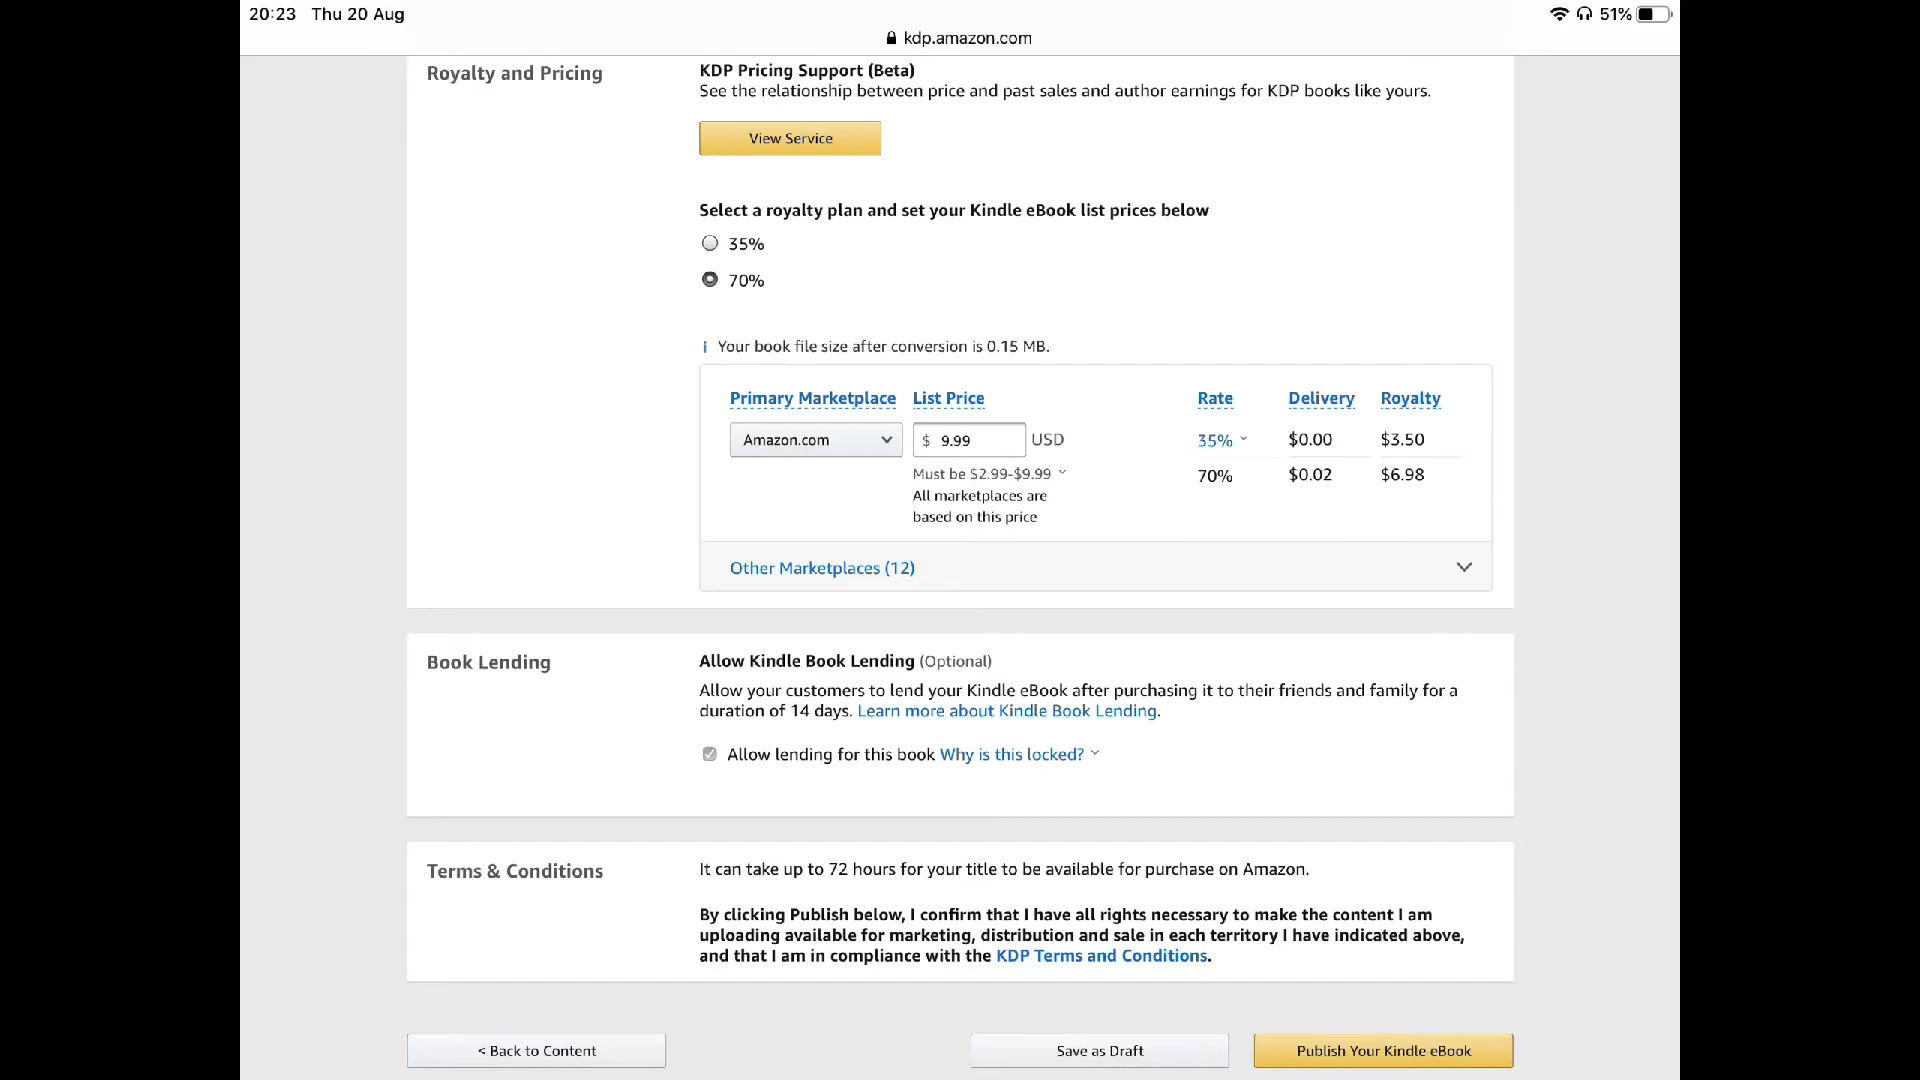 20:23 Thu 20 Aug
51%
kdp.amazon.com
Royalty and Pricing
KDP Pricing Support (Beta)
See the relationship between price and past sales and author earnings for KDP books like yours.
View Service
Select a royalty plan and set your Kindle eBook list prices below
35%
70%
i Your book file size after conversion is 0.15 MB.
Primary Marketplace List Price Rate Delivery Royalty
Amazon.com $ 9.99 USD 35% $0.00 $3.50
Must be $2.99-$9.99 70% $0.02 $6.98
All marketplaces are
based on this price
Other Marketplaces (12)
Book Lending
Allow Kindle Book Lending (Optional)
Allow your customers to lend your Kindle eBook after purchasing it to their friends and family for a
duration of 14 days. Learn more about Kindle Book Lending.
Allow lending for this book Why is this locked?
Terms & Conditions
It can take up to 72 hours for your title to be available for purchase on Amazon.
By clicking Publish below, I confirm that I have all rights necessary to make the content I am
uploading available for marketing, distribution and sale in each territory I have indicated above,
and that I am in compliance with the KDP Terms and Conditions.
< Back to Content Save as Draft Publish Your Kindle eBook